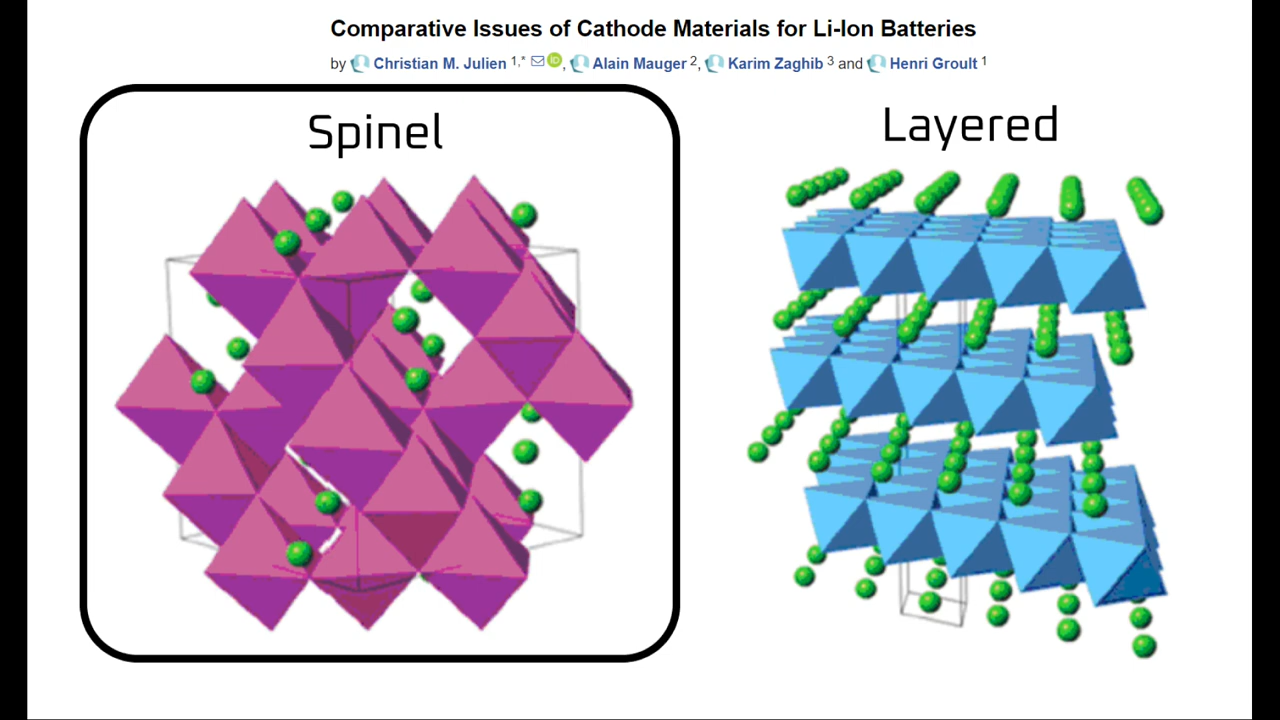 Comparative Issues of Cathode Materials for Li-Ion Batteries
by Christian M. Julien 1,* iD, Alain Mauger 2, Karim Zaghib 3 and Henri Groult 1
Spinel
Layered